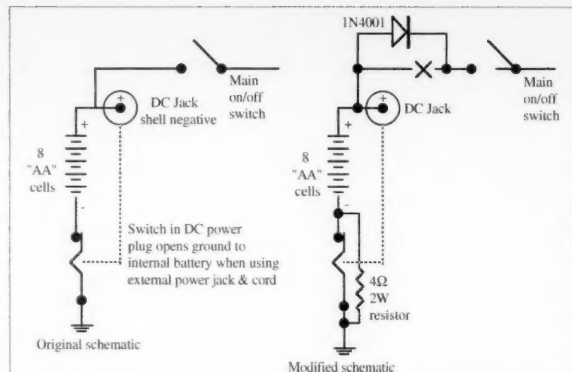 1N4001
Main
on/off
switch
+
DC Jack
shell negative
+
8
"AA"
cells
-
Switch in DC power
plug opens ground to
internal battery when using
external power jack & cord
Original schematic
Main
on/off
switch
+
DC Jack
+
8
"AA"
cells
-
4Ω
2W
resistor
Modified schematic